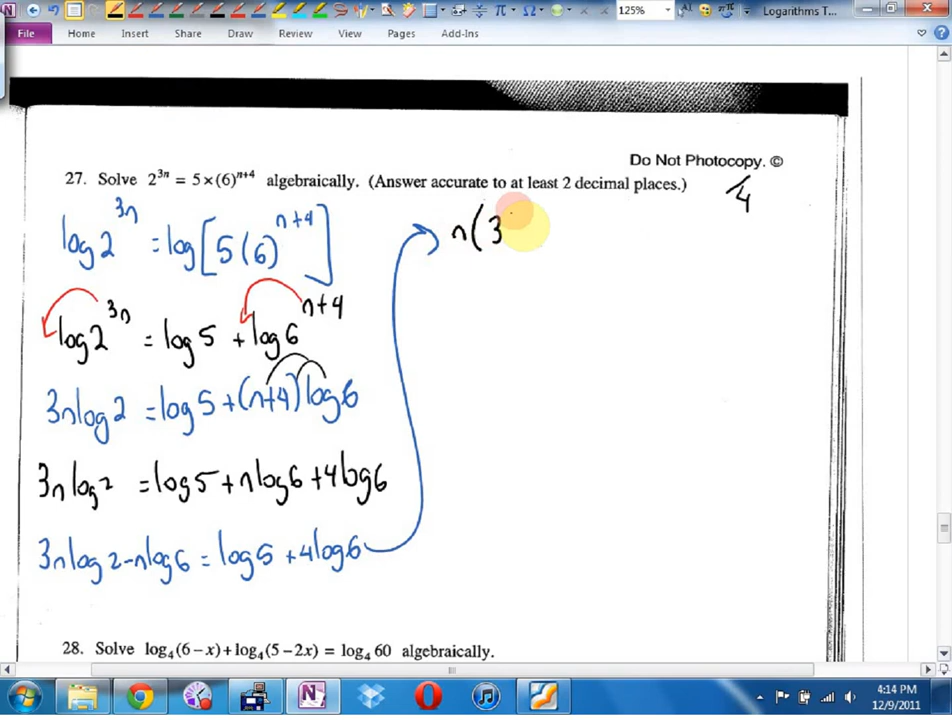 125%
Logarithms T...
File Home Insert Share Draw Review View Pages Add-Ins
Do Not Photocopy. ©
27. Solve 2^{3n} = 5×(6)^{n+4} algebraically. (Answer accurate to at least 2 decimal places.)
/4
log 2^{3n} = log[5(6)^{n+4}]
log 2^{3n} = log 5 + log 6^{n+4}
3n log 2 = log 5 + (n+4) log 6
3n log 2 = log 5 + n log 6 + 4 log 6
3n log 2 - n log 6 = log 5 + 4 log 6
n(3
28. Solve log₄(6−x)+log₄(5−2x) = log₄ 60 algebraically.
4:14 PM
12/9/2011